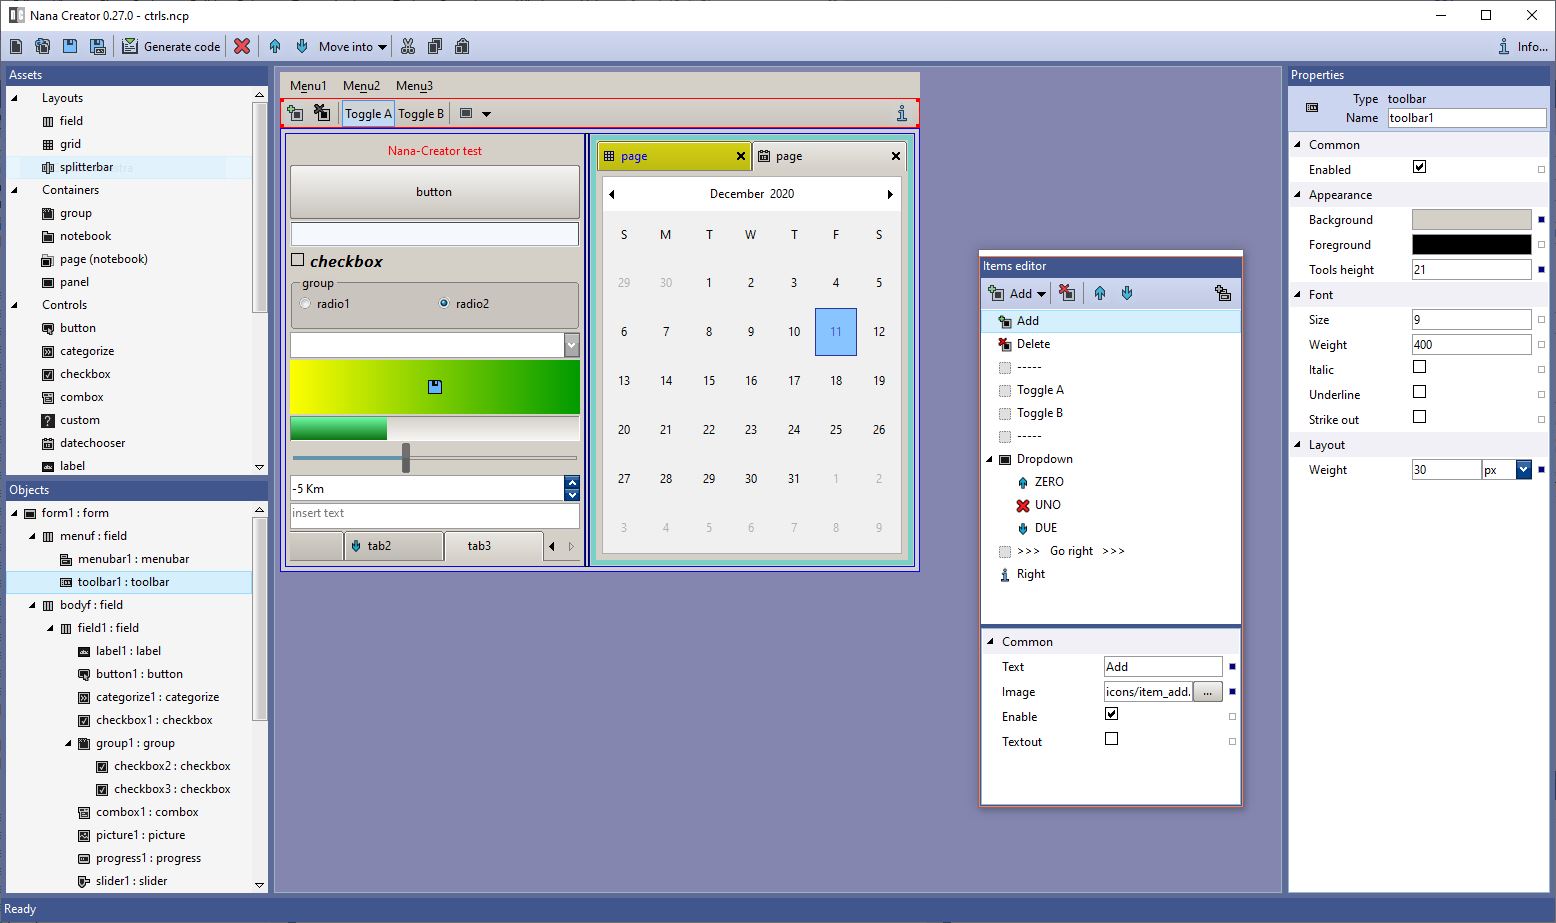 Nana Creator 0.27.0 - ctrls.ncp
Generate code
Move into
Info...
Assets
Layouts
field
grid
splitterbar
Containers
group
notebook
page (notebook)
panel
Controls
button
categorize
checkbox
combox
custom
datechooser
label
Objects
form1 : form
menuf : field
menubar1 : menubar
toolbar1 : toolbar
bodyf : field
field1 : field
label1 : label
button1 : button
categorize1 : categorize
checkbox1 : checkbox
group1 : group
checkbox2 : checkbox
checkbox3 : checkbox
combox1 : combox
picture1 : picture
progress1 : progress
slider1 : slider
Ready
Menu1 Menu2 Menu3
Toggle A Toggle B
Nana-Creator test
button
checkbox
group
radio1 radio2
-5 Km
insert text
tab2 tab3
page page
December 2020
S M T W T F S
29 30 1 2 3 4 5
6 7 8 9 10 11 12
13 14 15 16 17 18 19
20 21 22 23 24 25 26
27 28 29 30 31 1 2
3 4 5 6 7 8 9
Items editor
Add
Add
Delete
-----
Toggle A
Toggle B
-----
Dropdown
ZERO
UNO
DUE
>>> Go right >>>
Right
Common
Text Add
Image icons/item_add. ...
Enable
Textout
Properties
Type toolbar
Name toolbar1
Common
Enabled
Appearance
Background
Foreground
Tools height 21
Font
Size 9
Weight 400
Italic
Underline
Strike out
Layout
Weight 30 px